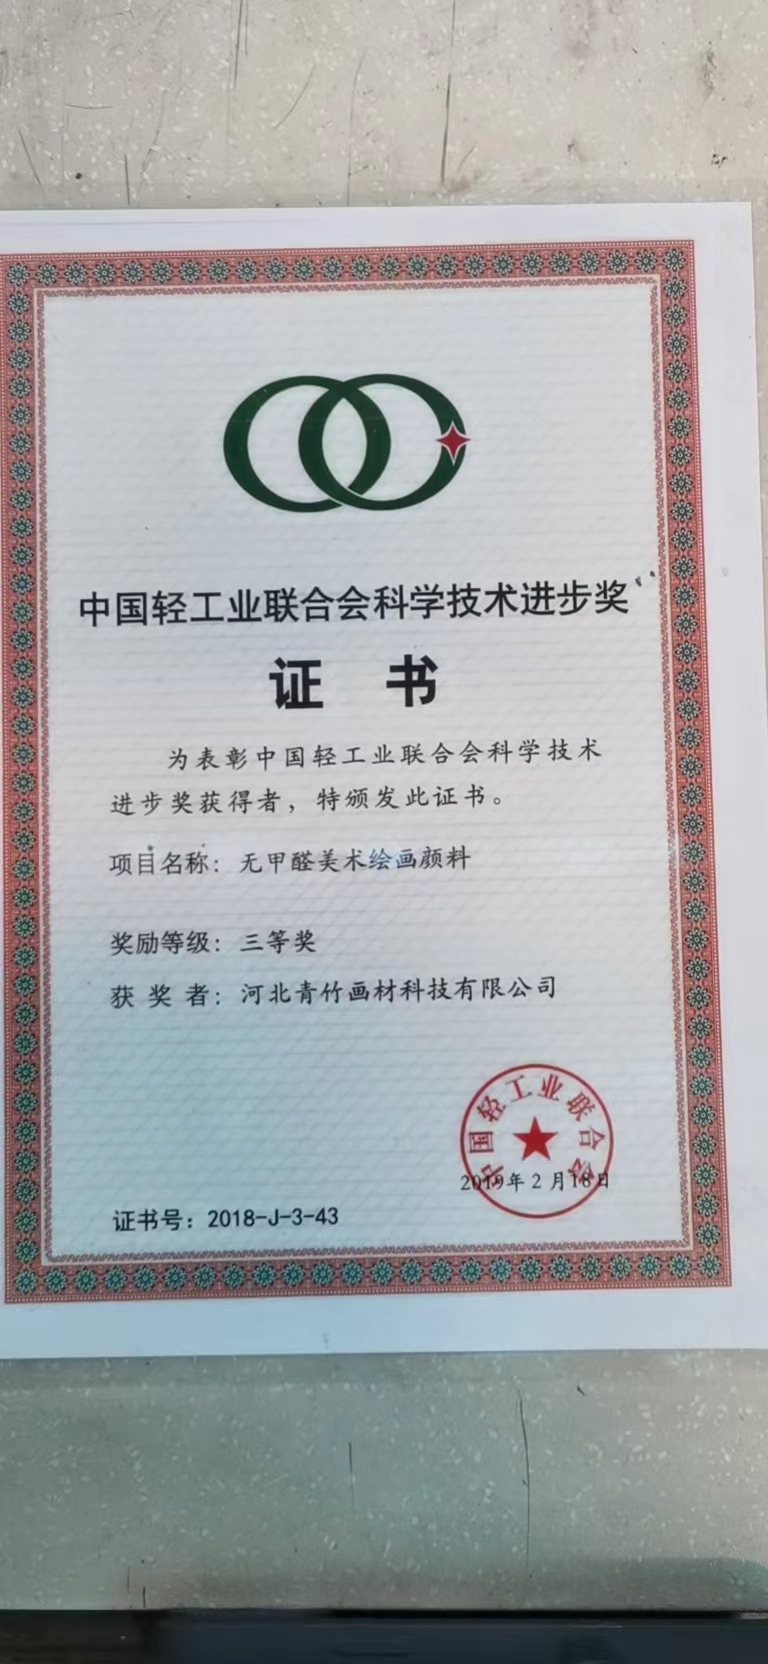 中国轻工业联合会科学技术进步奖
证 书
为表彰中国轻工业联合会科学技术
进步奖获得者，特颁发此证书。
项目名称：无甲醛美术绘画颜料
奖励等级：三等奖
获 奖 者：河北青竹画材科技有限公司
中国轻工业联合会
2019年2月18日
证书号：2018-J-3-43